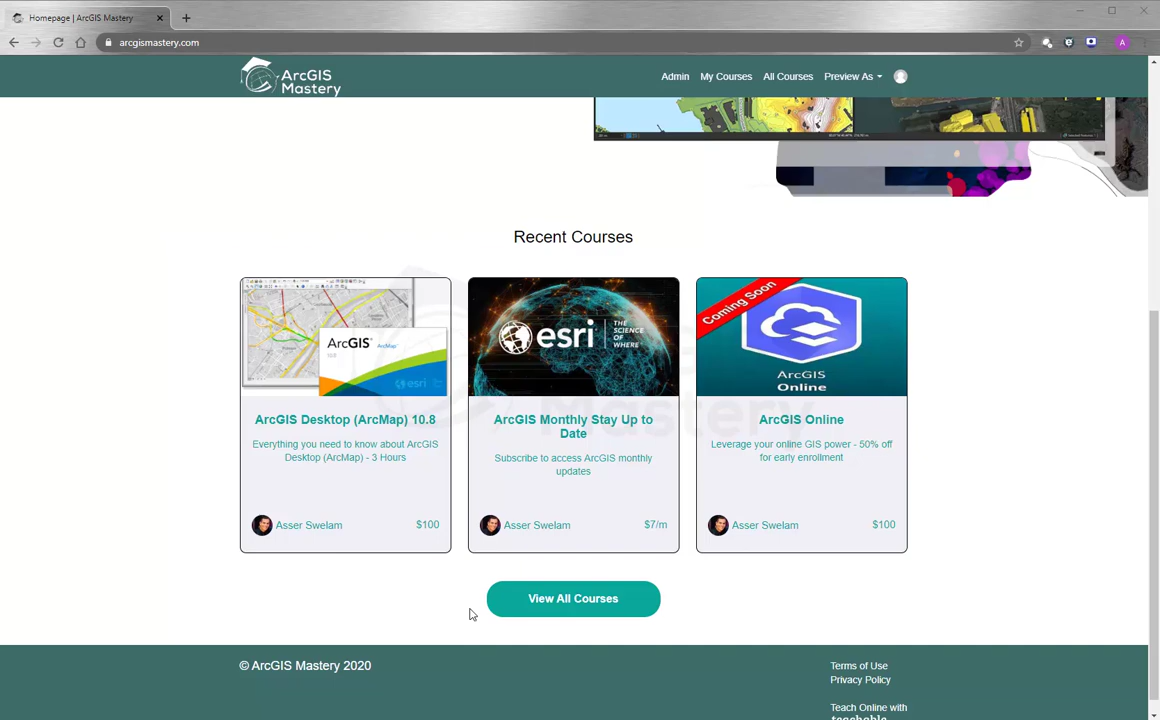 Homepage | ArcGIS Mastery
arcgismastery.com
A
ArcGIS
Mastery
Admin
My Courses
All Courses
Preview As
Recent Courses
ArcGIS
ArcMap
esri
esri
THE
SCIENCE
OF
WHERE
Coming Soon
ArcGIS
Online
ArcGIS Desktop (ArcMap) 10.8
Everything you need to know about ArcGIS
Desktop (ArcMap) - 3 Hours
Asser Swelam
$100
ArcGIS Monthly Stay Up to
Date
Subscribe to access ArcGIS monthly
updates
Asser Swelam
$7/m
ArcGIS Online
Leverage your online GIS power - 50% off
for early enrollment
Asser Swelam
$100
Mastery
View All Courses
© ArcGIS Mastery 2020
Terms of Use
Privacy Policy
Teach Online with
teachable